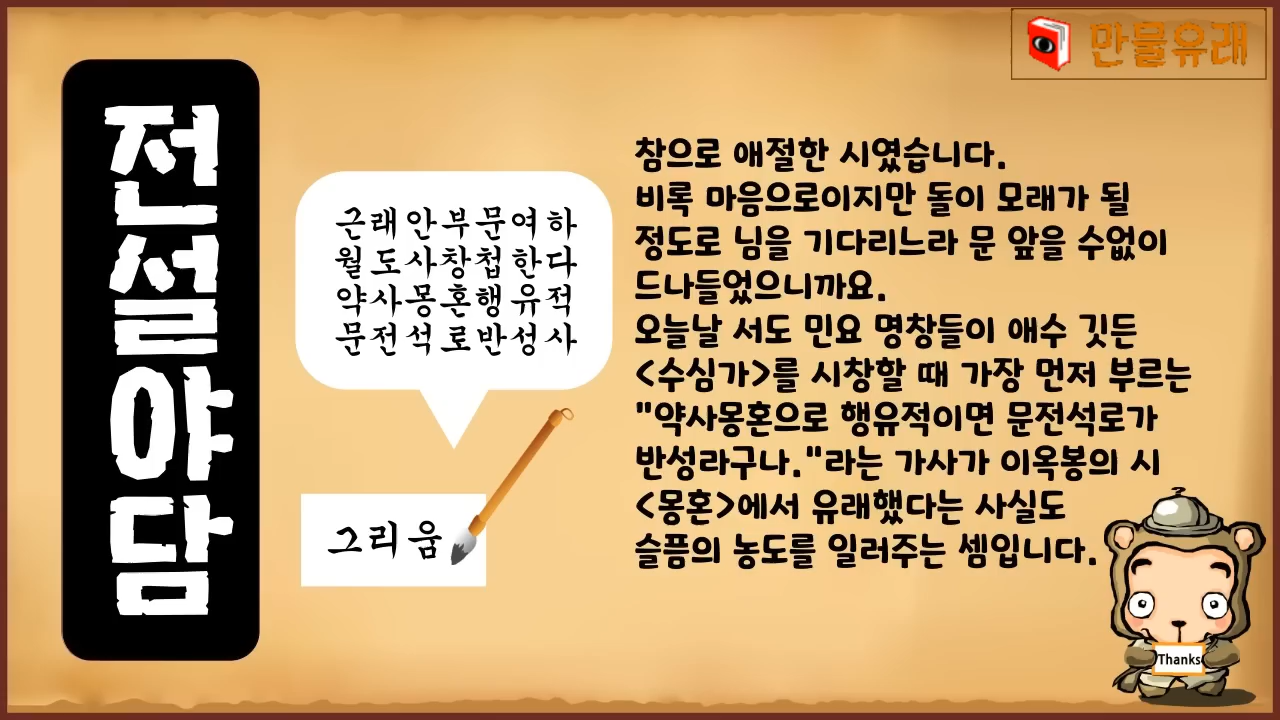 만물유래
전설야담
근래안부문여하
월도사창첩한다
약사몽혼행유적
문전석로반성사
그리움
참으로 애절한 시였습니다.
비록 마음으로이지만 돌이 모래가 될
정도로 님을 기다리느라 문 앞을 수없이
드나들었으니까요.
오늘날 서도 민요 명창들이 애수 깃든
<수심가>를 시창할 때 가장 먼저 부르는
"약사몽혼으로 행유적이면 문전석로가
반성라구나."라는 가사가 이옥봉의 시
<몽혼>에서 유래했다는 사실도
슬픔의 농도를 일러주는 셈입니다.
Thanks